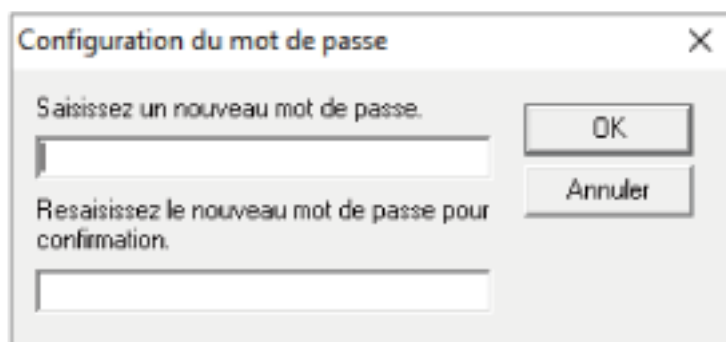 Configuration du mot de passe
Saisissez un nouveau mot de passe.
OK
Annuler
Resaisissez le nouveau mot de passe pour
confirmation.